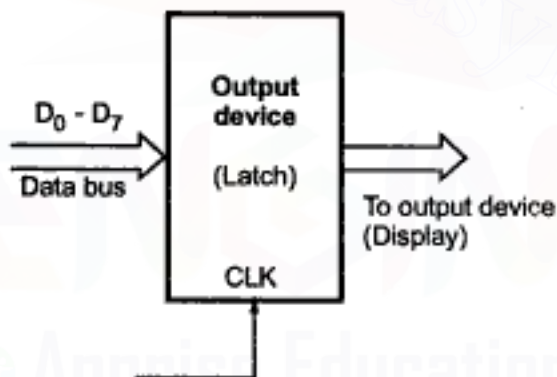 D₀ - D₇
Data bus
Output
device
(Latch)
CLK
To output device
(Display)